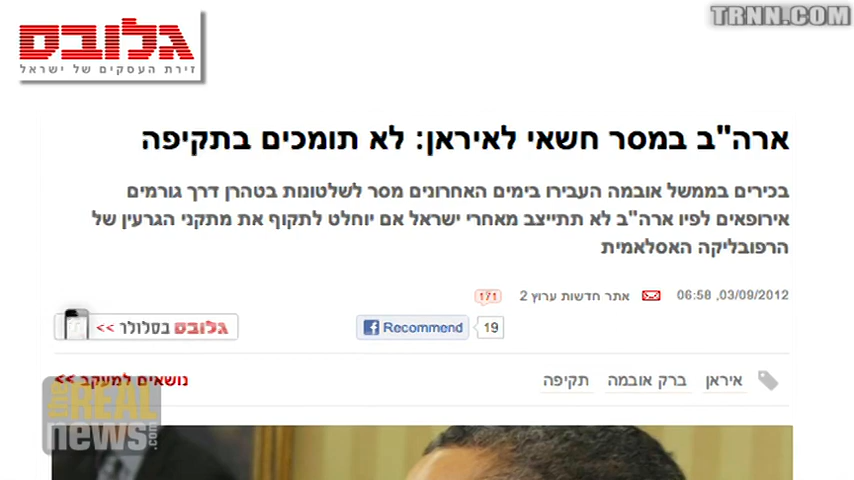 TRNN.COM
גלובס
זירת העסקים של ישראל
ארה"ב במסר חשאי לאיראן: לא תומכים בתקיפה
בכירים בממשל אובמה העבירו בימים האחרונים מסר לשלטונות בטהרן דרך גורמים
אירופאים לפיו ארה"ב לא תתייצב מאחרי ישראל אם יוחלט לתקוף את מתקני הגרעין של
הרפובליקה האסלאמית
03/09/2012, 06:58 אתר חדשות ערוץ 2 171
גלובס בסלולר >>
Recommend 19
איראן ברק אובמה תקיפה
נושאים למעקב >>
the REAL
news.com